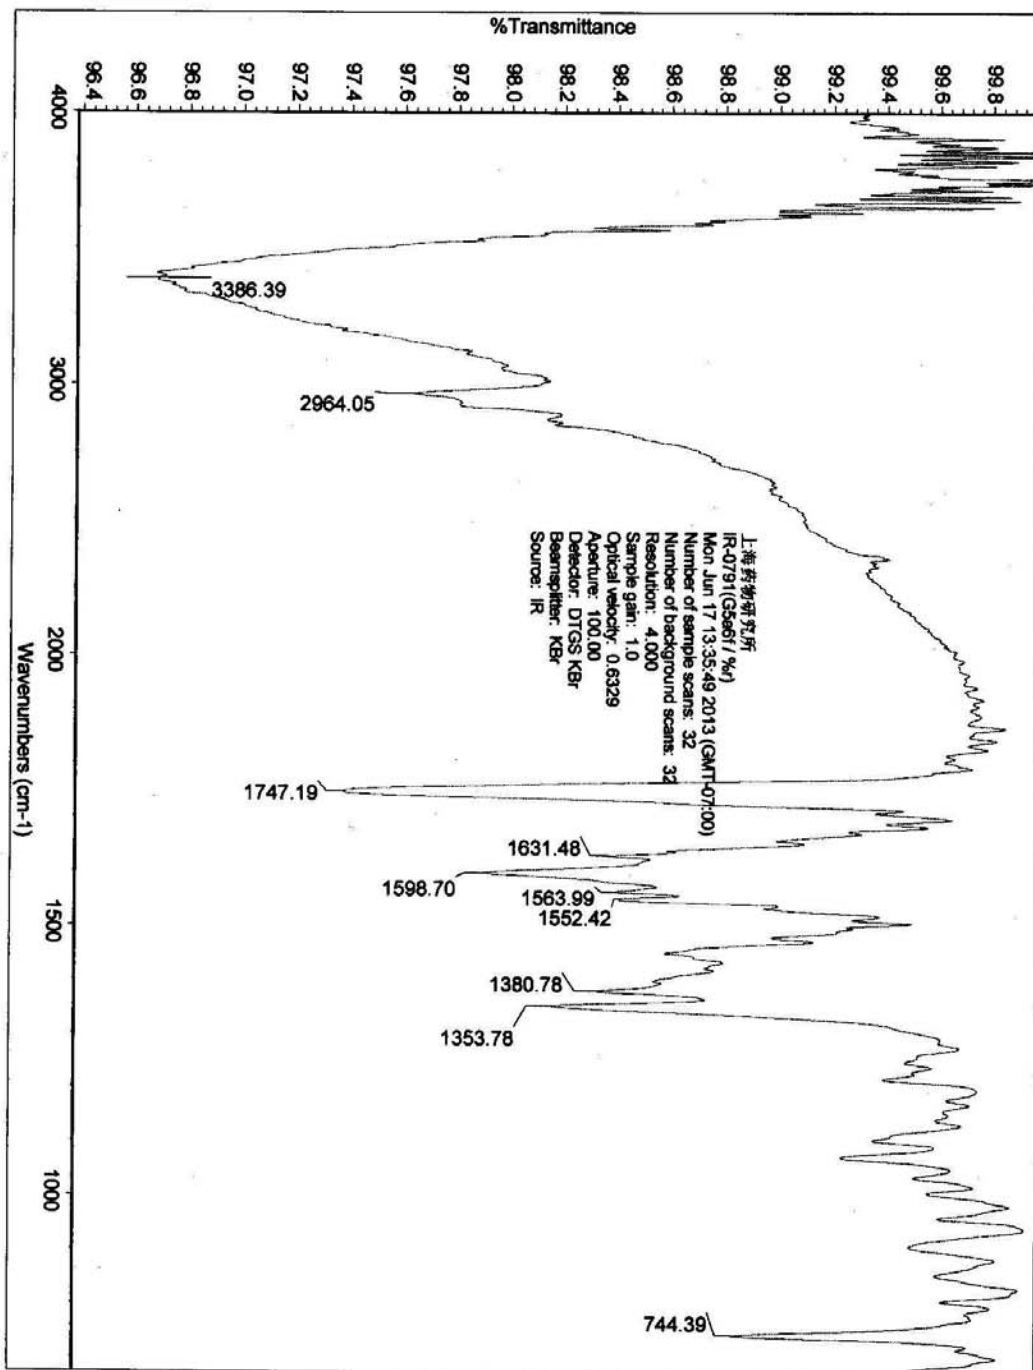 %Transmittance
99.8
99.6
99.4
99.2
99.0
98.8
98.6
98.4
98.2
98.0
97.8
97.6
97.4
97.2
97.0
96.8
96.6
96.4
上海药物研究所
IR-0791(G5e6f / %r)
Mon Jun 17 13:35:49 2013 (GMT-07:00)
Number of sample scans: 32
Number of background scans: 32
Resolution: 4.000
Sample gain: 1.0
Optical velocity: 0.6329
Aperture: 100.00
Detector: DTGS KBr
Beamsplitter: KBr
Source: IR
3386.39
2964.05
1747.19
1631.48
1598.70
1563.99
1552.42
1380.78
1353.78
744.39
4000
3000
2000
1500
1000
Wavenumbers (cm-1)